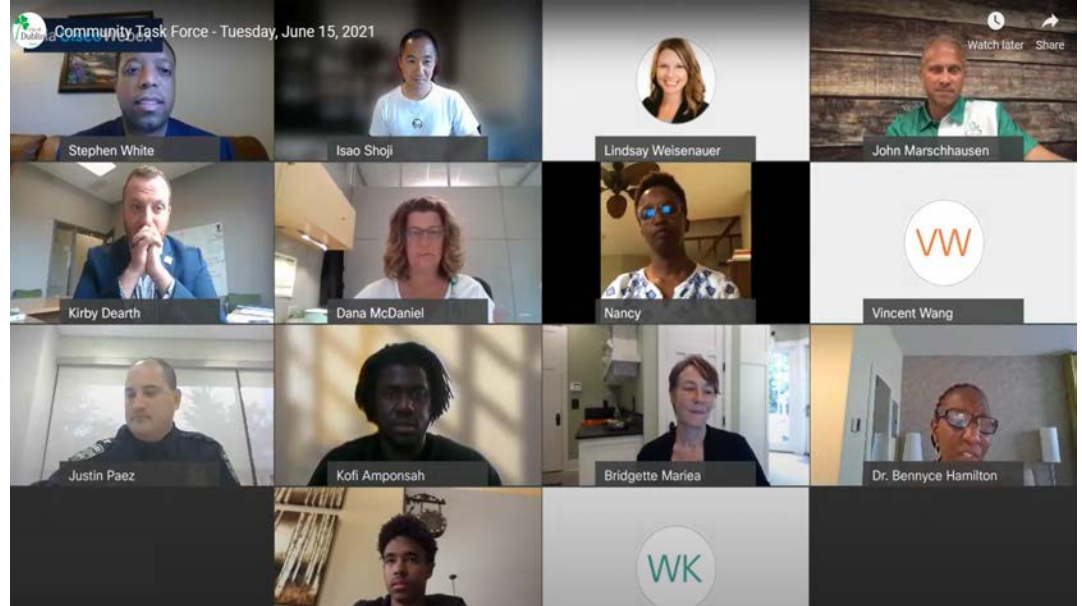 Community Task Force - Tuesday, June 15, 2021
Dublin
Watch later
Share
Stephen White
Isao Shoji
Lindsay Weisenauer
John Marschhausen
Kirby Dearth
Dana McDaniel
Nancy
VW
Vincent Wang
Justin Paez
Kofi Amponsah
Bridgette Mariea
Dr. Bennyce Hamilton
WK